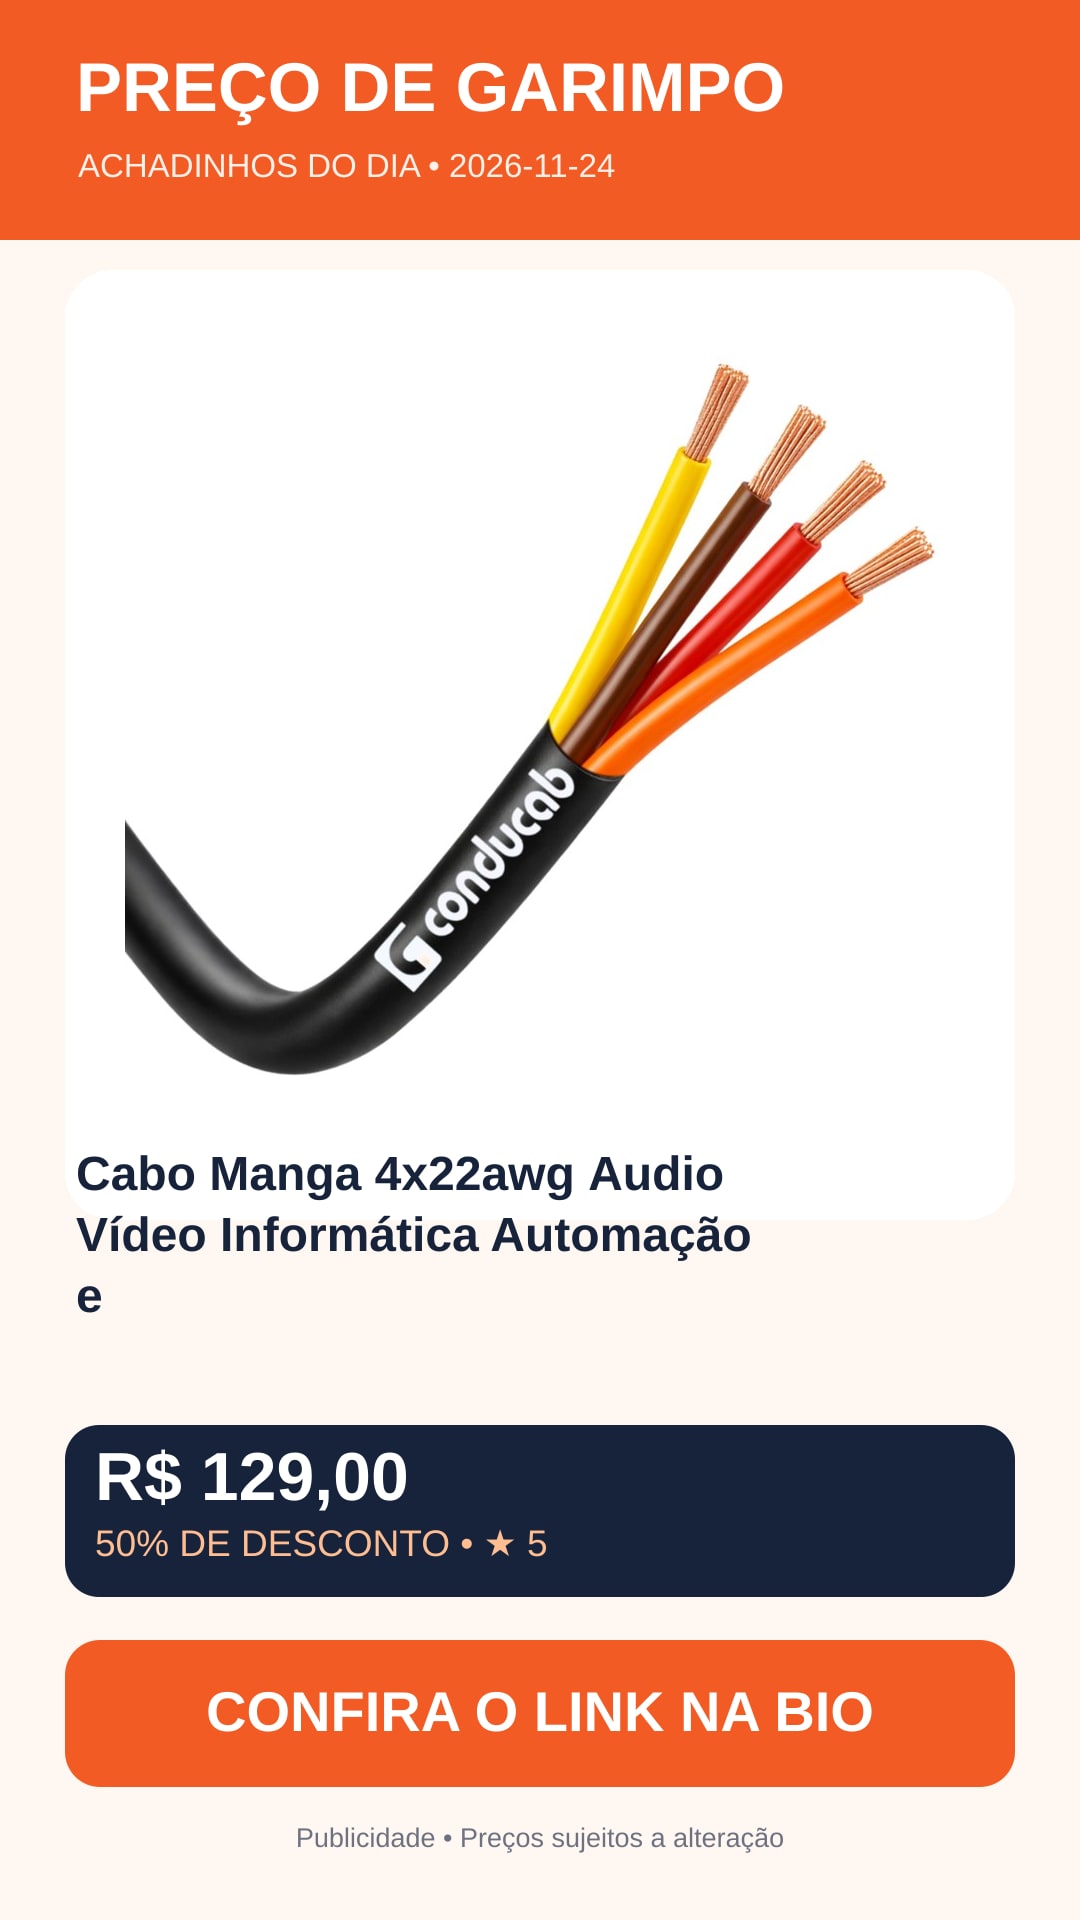 PREÇO DE GARIMPO
ACHADINHOS DO DIA • 2026-11-24
conducab
Cabo Manga 4x22awg Audio
Vídeo Informática Automação
e
R$ 129,00
50% DE DESCONTO • ★ 5
CONFIRA O LINK NA BIO
Publicidade • Preços sujeitos a alteração